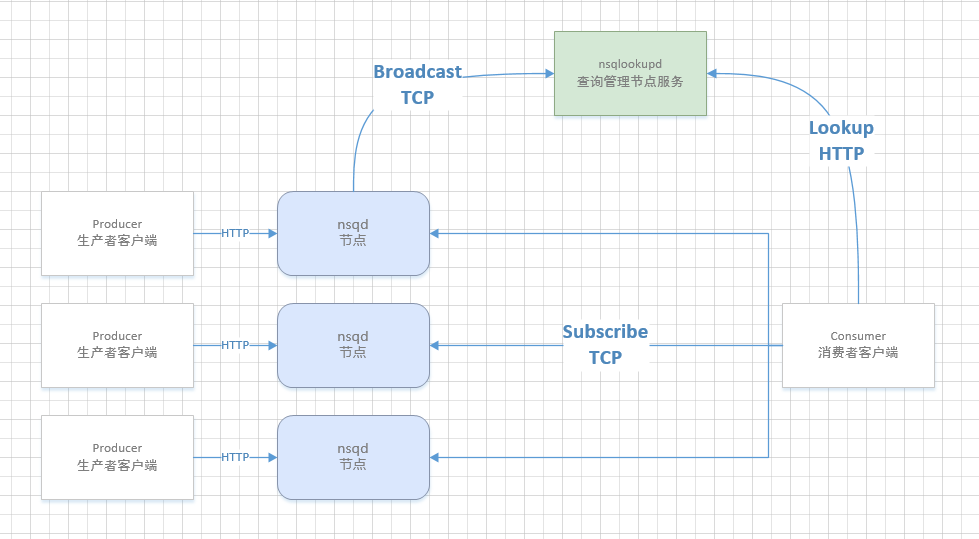 nsqlookupd
查询管理节点服务
Broadcast
TCP
Lookup
HTTP
Producer
生产者客户端
HTTP
nsqd
节点
Producer
生产者客户端
HTTP
nsqd
节点
Subscribe
TCP
Consumer
消费者客户端
Producer
生产者客户端
HTTP
nsqd
节点